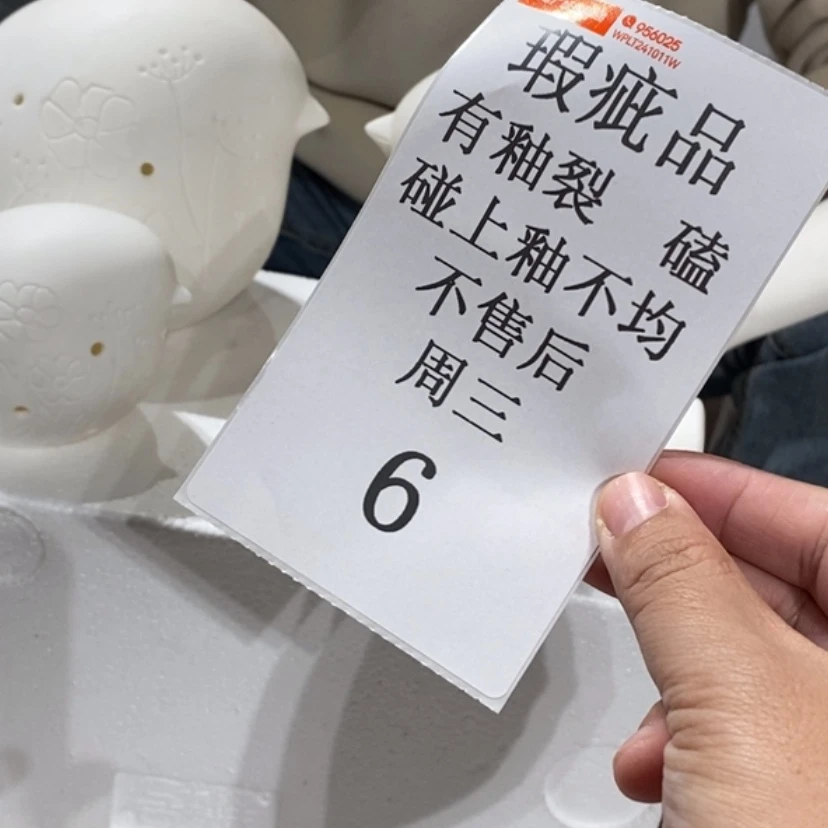 956025
WPLT241011W
瑕疵品
有釉裂 磕
碰上釉不均
不售后
周三
6